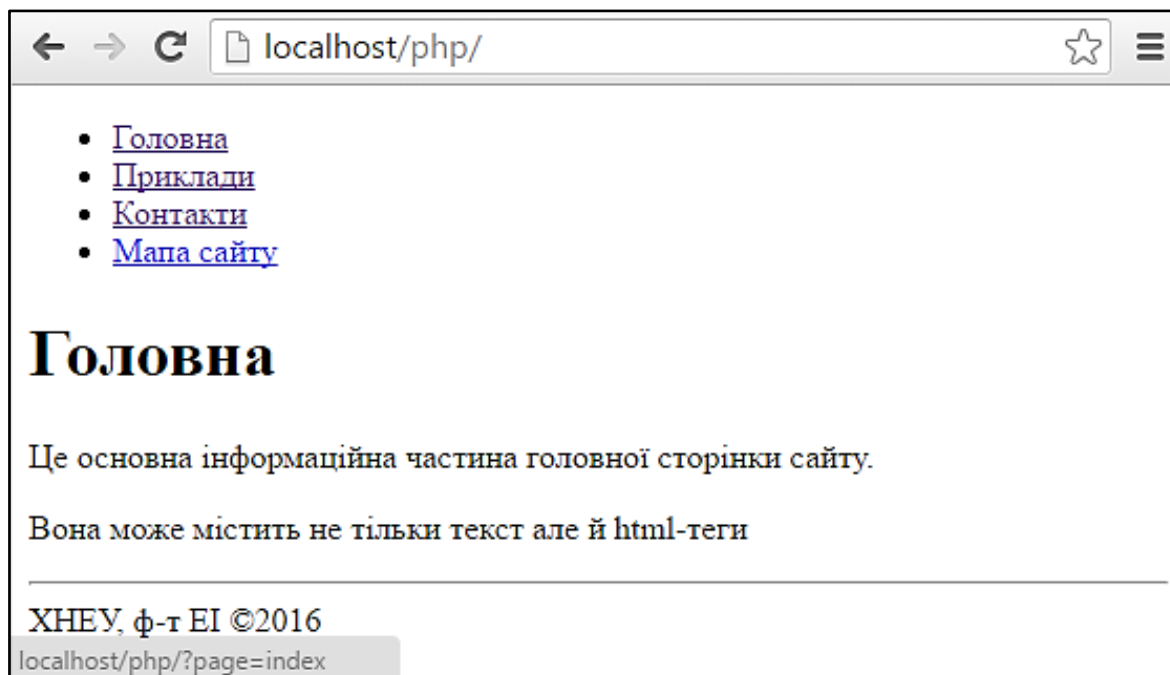 localhost/php/
Головна
Приклади
Контакти
Мапа сайту
Головна
Це основна інформаційна частина головної сторінки сайту.
Вона може містить не тільки текст але й html-теги
ХНЕУ, ф-т ЕІ ©2016
localhost/php/?page=index